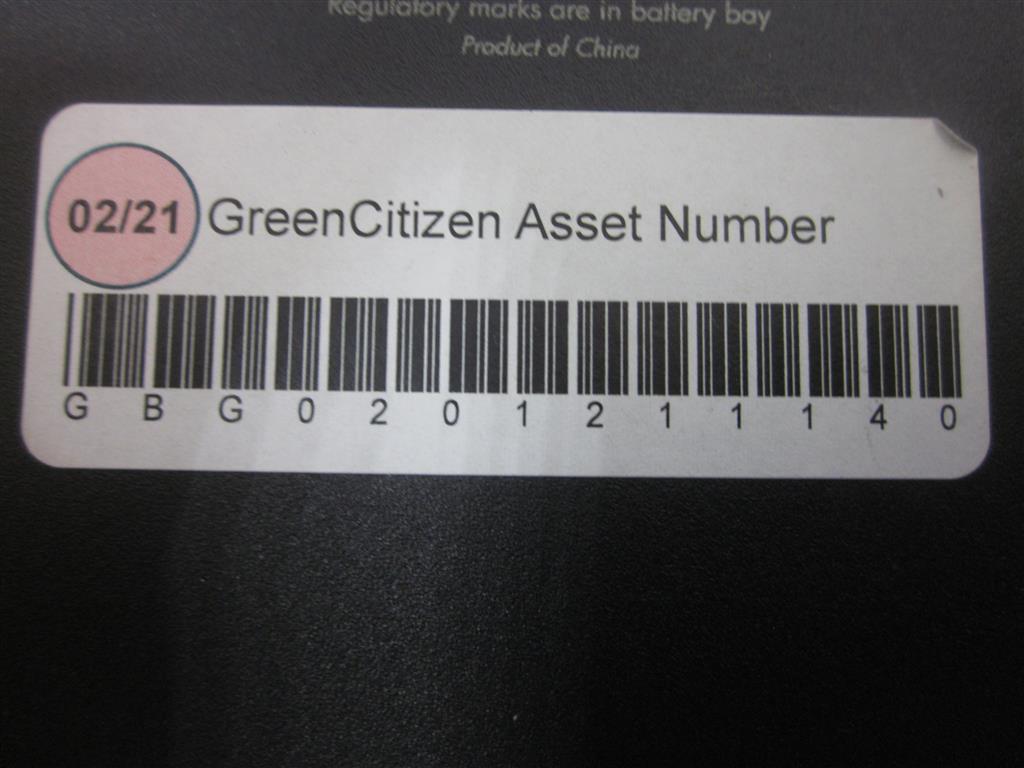 Regulatory marks are in battery bay
Product of China
02/21 GreenCitizen Asset Number
G B G 0 2 0 1 2 1 1 1 4 0